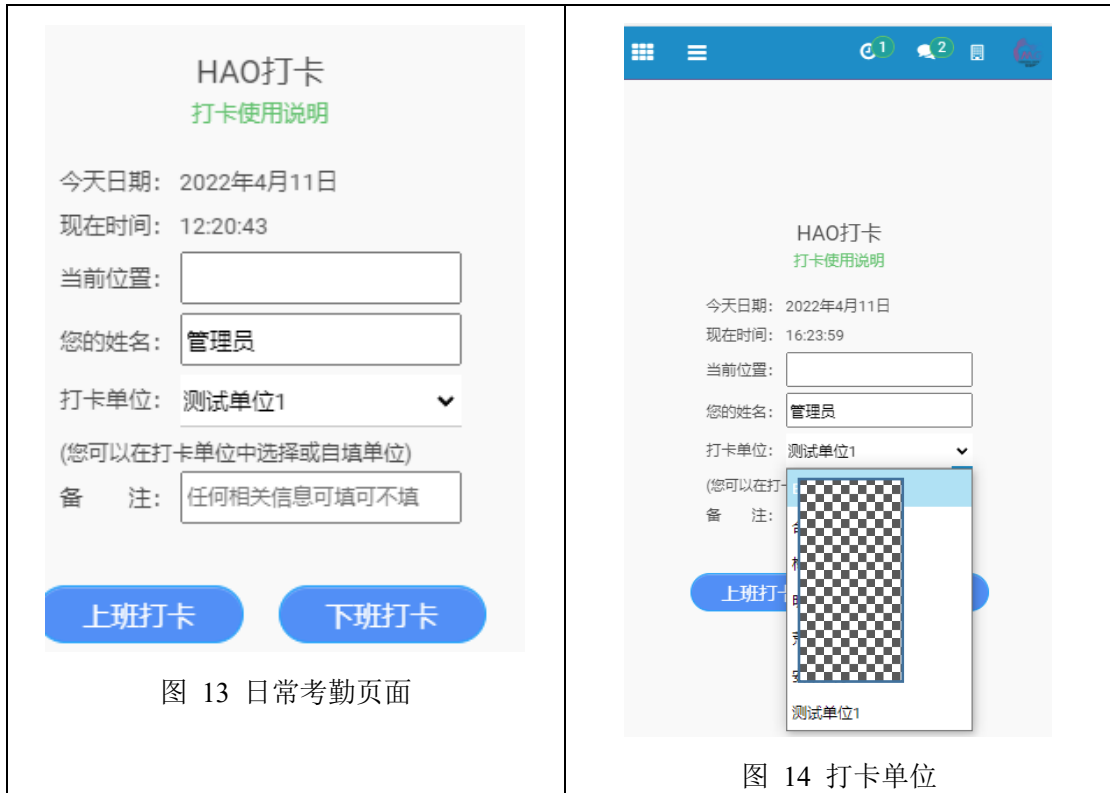 HAO打卡
打卡使用说明
今天日期: 2022年4月11日
现在时间: 12:20:43
当前位置:
您的姓名: 管理员
打卡单位: 测试单位1
(您可以在打卡单位中选择或自填单位)
备 注: 任何相关信息可填可不填
上班打卡 下班打卡
图 13 日常考勤页面
1 2
HAO打卡
打卡使用说明
今天日期: 2022年4月11日
现在时间: 16:23:59
当前位置:
您的姓名: 管理员
打卡单位: 测试单位1
(您可以在打
备 注:
上班打
测试单位1
图 14 打卡单位